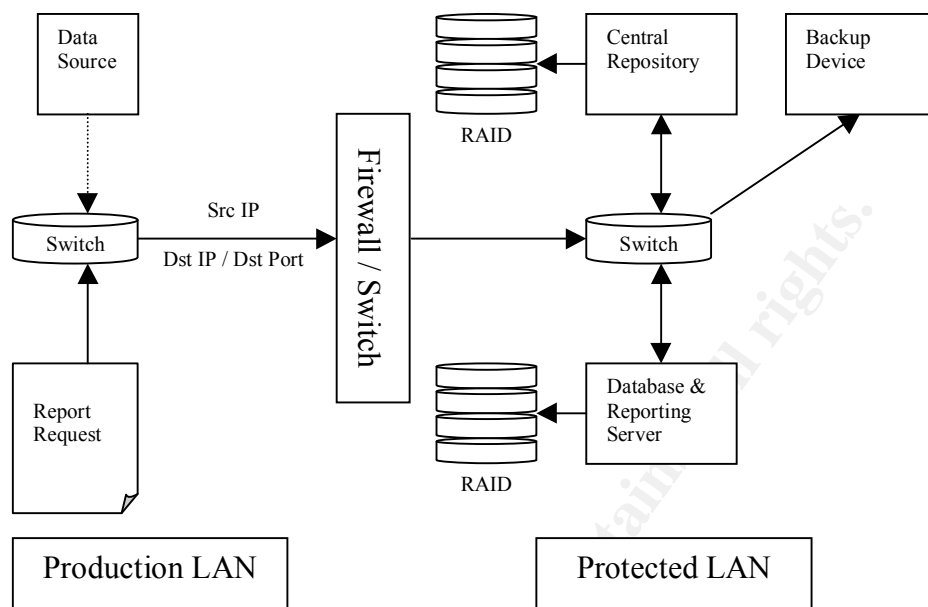 Data
Source
Central
Repository
Backup
Device
RAID
Firewall / Switch
Src IP
Switch
Dst IP / Dst Port
Switch
Report
Request
Database &
Reporting
Server
RAID
Production LAN
Protected LAN
rights.